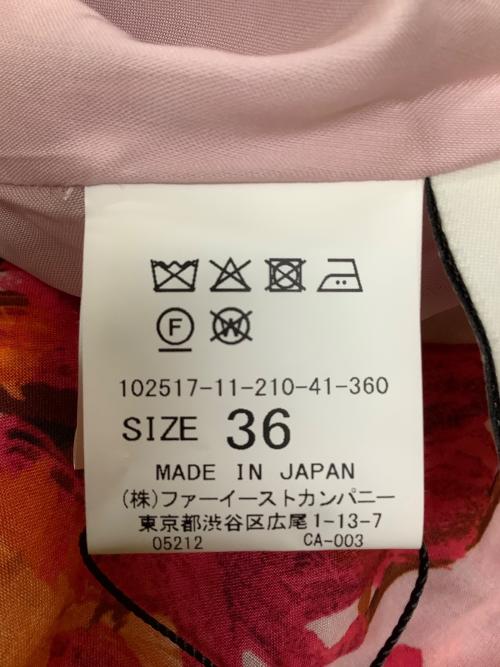 F W
102517-11-210-41-360
SIZE 36
MADE IN JAPAN
(株)ファーイーストカンパニー
東京都渋谷区広尾1-13-7
05212 CA-003